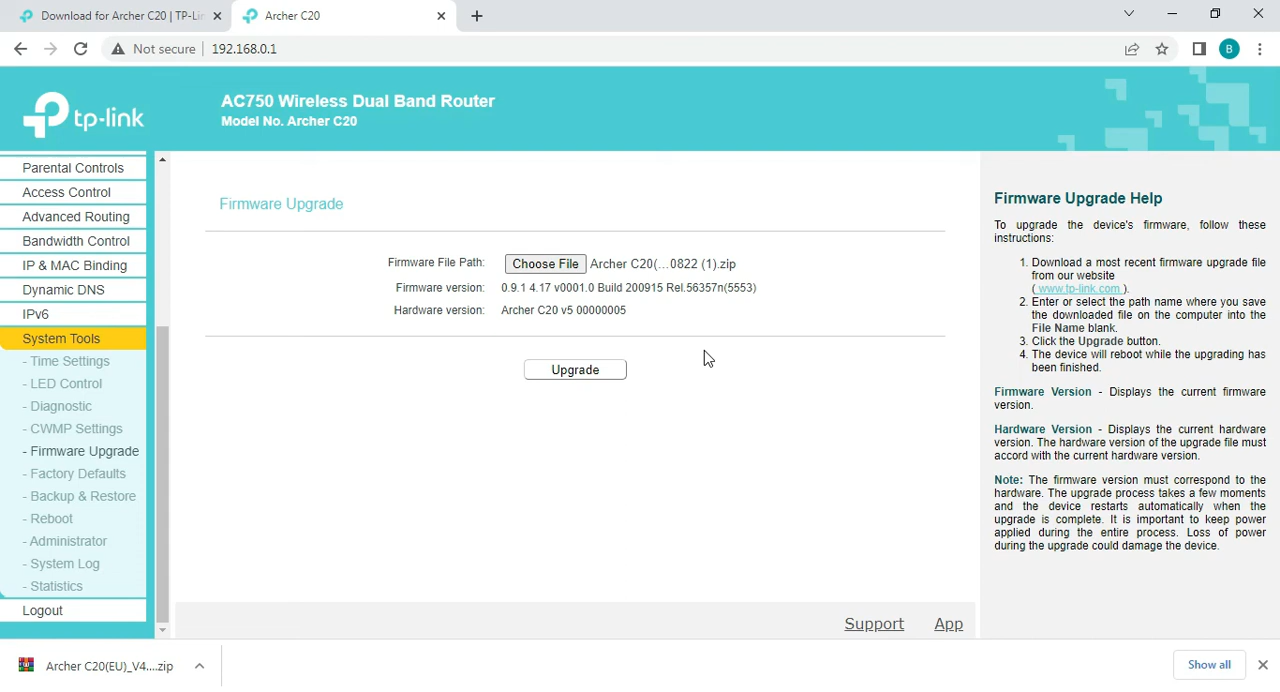 Download for Archer C20 | TP-Lin
Archer C20
Not secure
192.168.0.1
B
tp-link
AC750 Wireless Dual Band Router
Model No. Archer C20
Parental Controls
Access Control
Advanced Routing
Bandwidth Control
IP & MAC Binding
Dynamic DNS
IPv6
System Tools
- Time Settings
- LED Control
- Diagnostic
- CWMP Settings
- Firmware Upgrade
- Factory Defaults
- Backup & Restore
- Reboot
- Administrator
- System Log
- Statistics
Logout
Firmware Upgrade
Firmware File Path: Choose File Archer C20(...0822 (1).zip
Firmware version: 0.9.1 4.17 v0001.0 Build 200915 Rel.56357n(5553)
Hardware version: Archer C20 v5 00000005
Upgrade
Support App
Firmware Upgrade Help
To upgrade the device's firmware, follow these
instructions:
1. Download a most recent firmware upgrade file
from our website
( www.tp-link.com ).
2. Enter or select the path name where you save
the downloaded file on the computer into the
File Name blank.
3. Click the Upgrade button.
4. The device will reboot while the upgrading has
been finished.
Firmware Version - Displays the current firmware
version.
Hardware Version - Displays the current hardware
version. The hardware version of the upgrade file must
accord with the current hardware version.
Note: The firmware version must correspond to the
hardware. The upgrade process takes a few moments
and the device restarts automatically when the
upgrade is complete. It is important to keep power
applied during the entire process. Loss of power
during the upgrade could damage the device.
Archer C20(EU)_V4....zip
Show all